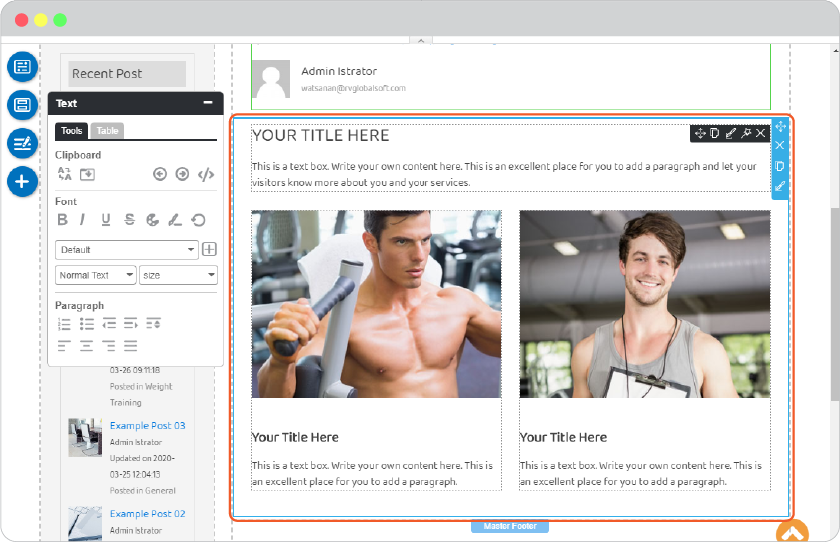 Recent Post
Text
Tools
Table
Clipboard
Font
B I U S
Default
Normal Text
size
Paragraph
03-26 09:11:18
Posted in Weight
Training
Example Post 03
Admin Istrator
Updated on 2020-
03-25 12:04:13
Posted in General
Example Post 02
Admin Istrator
Admin Istrator
watsanan@rvglobalsoft.com
YOUR TITLE HERE
This is a text box. Write your own content here. This is an excellent place for you to add a paragraph and let your
visitors know more about you and your services.
Your Title Here
This is a text box. Write your own content here. This is
an excellent place for you to add a paragraph.
Your Title Here
This is a text box. Write your own content here. This is
an excellent place for you to add a paragraph.
Master Footer